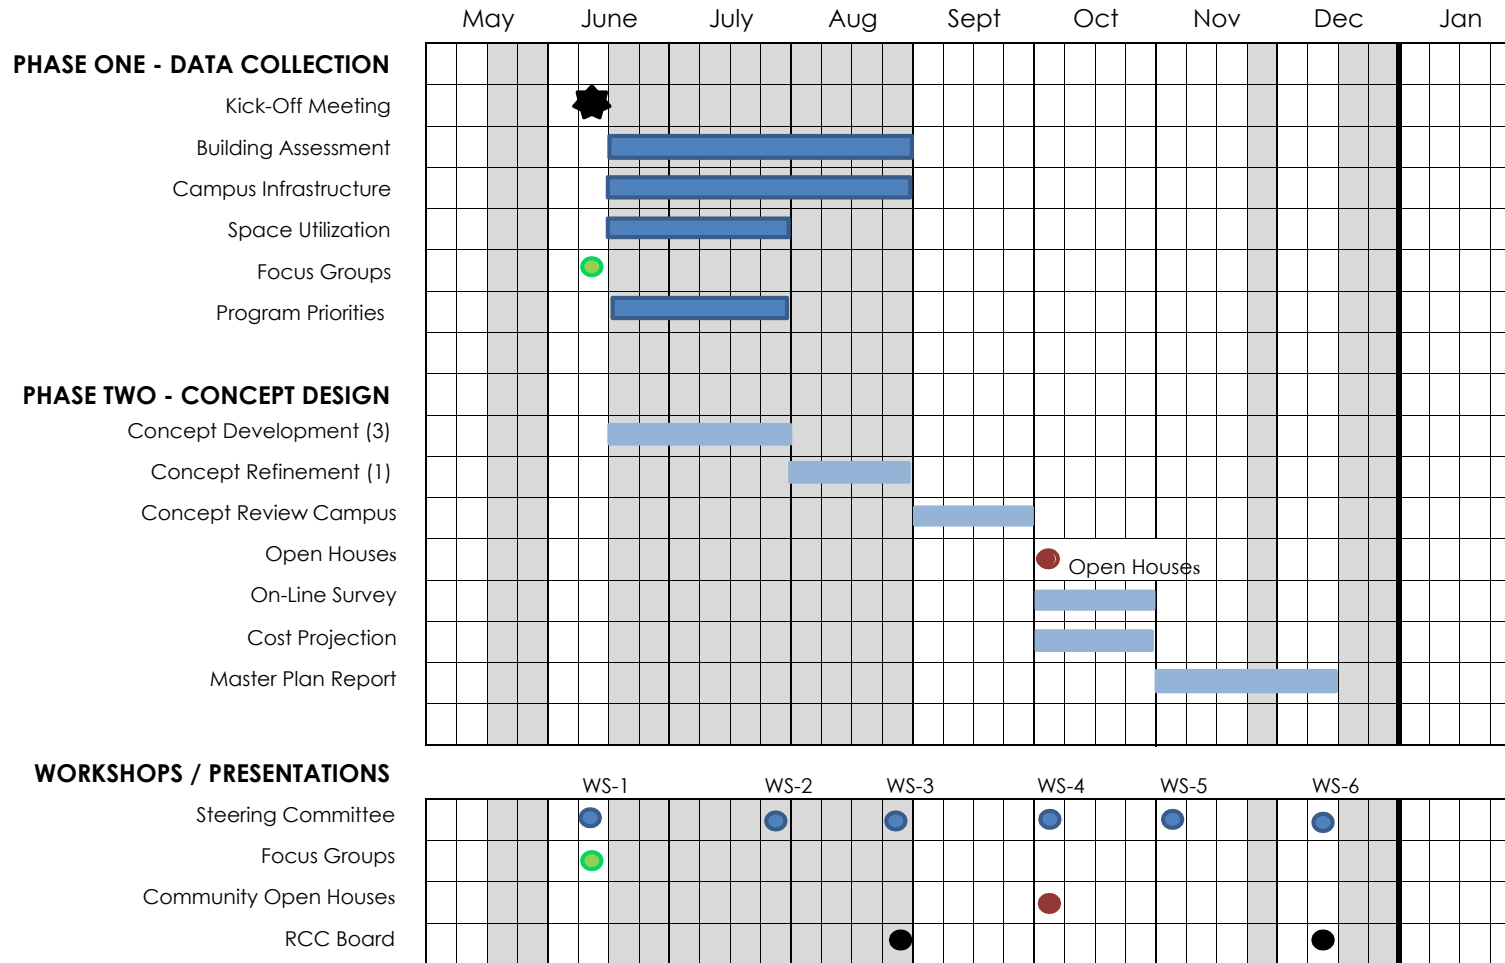 May June July Aug Sept Oct Nov Dec Jan
PHASE ONE - DATA COLLECTION
Kick-Off Meeting
Building Assessment
Campus Infrastructure
Space Utilization
Focus Groups
Program Priorities
PHASE TWO - CONCEPT DESIGN
Concept Development (3)
Concept Refinement (1)
Concept Review Campus
Open Houses
Open Houses
On-Line Survey
Cost Projection
Master Plan Report
WORKSHOPS / PRESENTATIONS
WS-1 WS-2 WS-3 WS-4 WS-5 WS-6
Steering Committee
Focus Groups
Community Open Houses
RCC Board